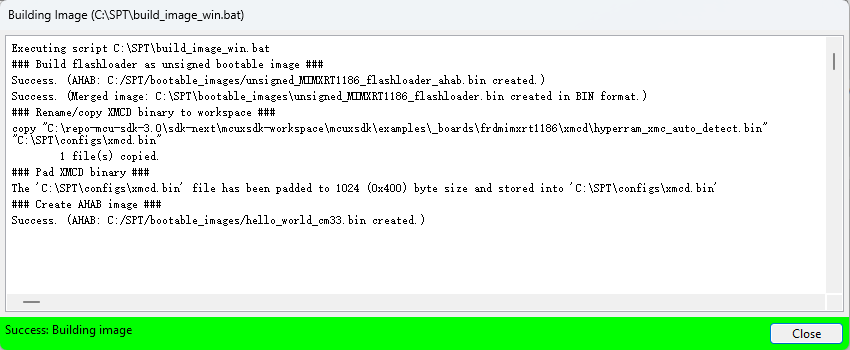 Building Image (C:\SPT\build_image_win.bat)
Executing script C:\SPT\build_image_win.bat
### Build flashloader as unsigned bootable image ###
Success. (AHAB: C:/SPT/bootable_images/unsigned_MIMXRT1186_flashloader_ahab.bin created.)
Success. (Merged image: C:\SPT\bootable_images\unsigned_MIMXRT1186_flashloader.bin created in BIN format.)
### Rename/copy XMCD binary to workspace ###
copy "C:\repo-mcu-sdk-3.0\sdk-next\mcuxsdk-workspace\mcuxsdk\examples\_boards\frdmimxrt1186\xmcd\hyperram_xmc_auto_detect.bin"
"C:\SPT\configs\xmcd.bin"
1 file(s) copied.
### Pad XMCD binary ###
The 'C:\SPT\configs\xmcd.bin' file has been padded to 1024 (0x400) byte size and stored into 'C:\SPT\configs\xmcd.bin'
### Create AHAB image ###
Success. (AHAB: C:/SPT/bootable_images/hello_world_cm33.bin created.)
Success: Building image
Close